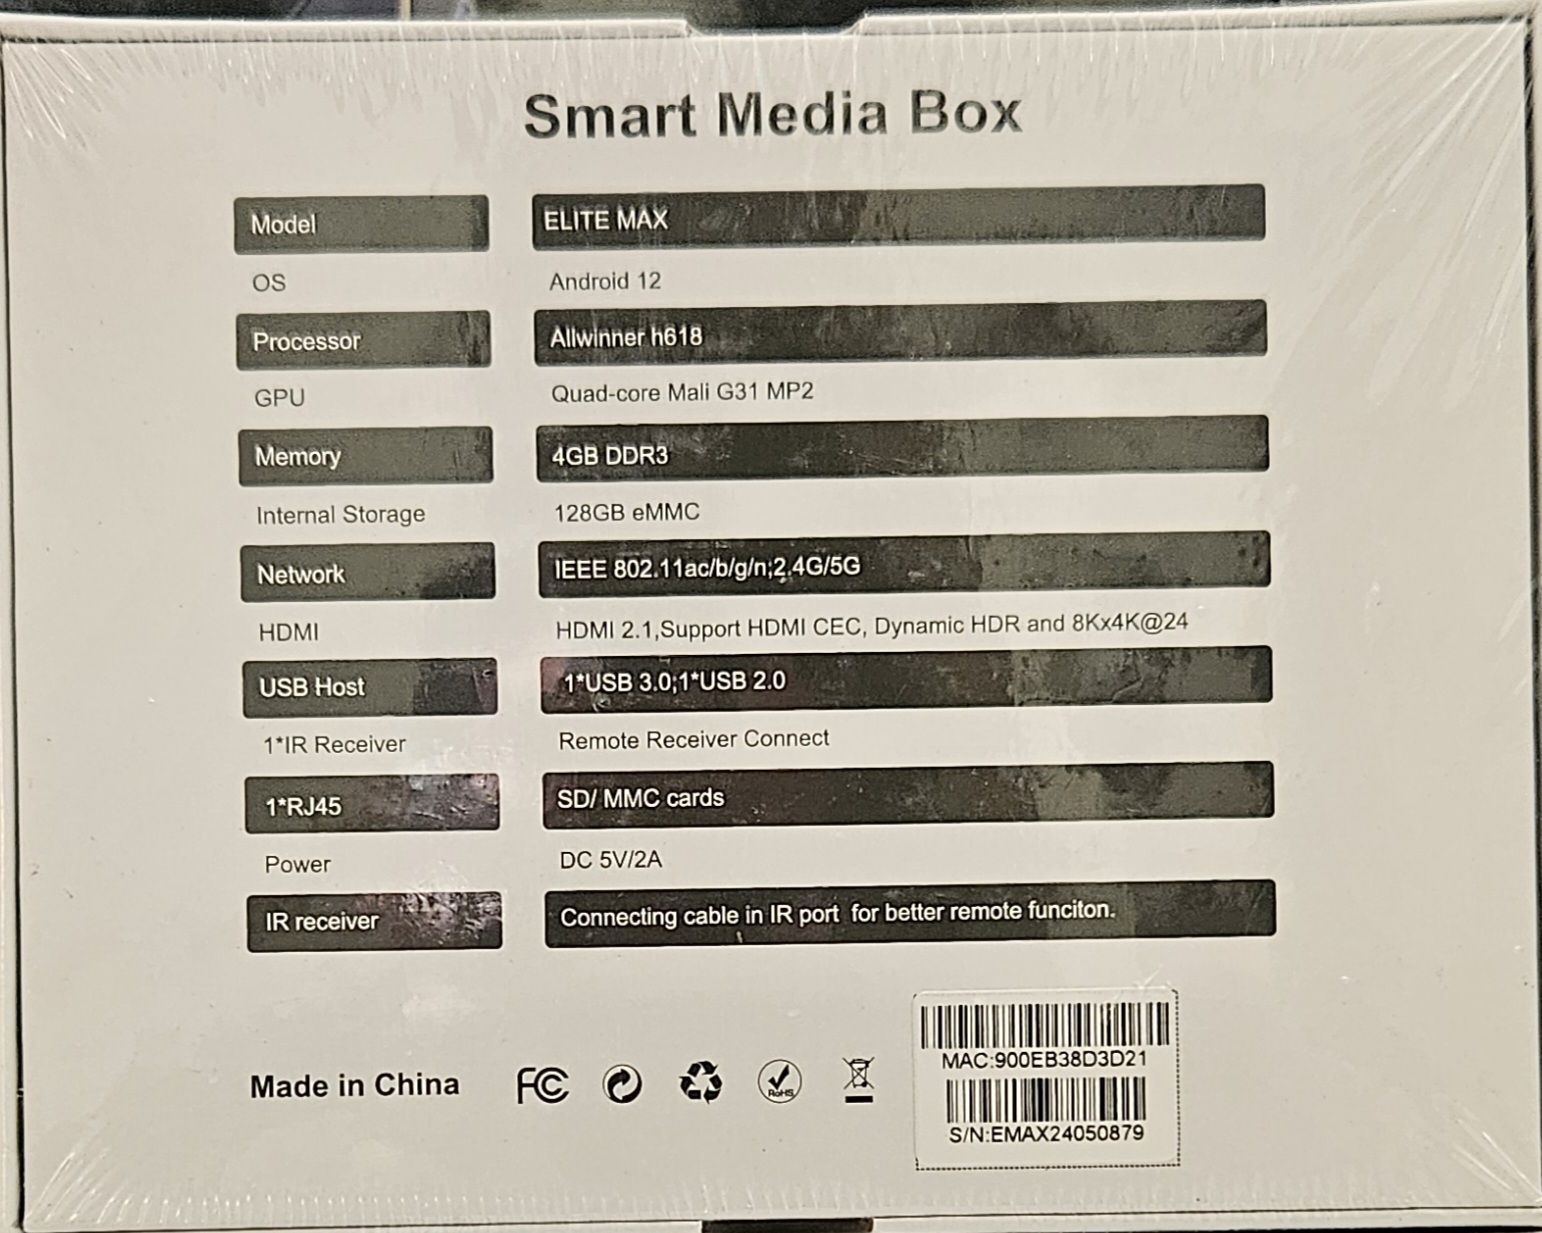 Smart Media Box
Model ELITE MAX
OS Android 12
Processor Allwinner h618
GPU Quad-core Mali G31 MP2
Memory 4GB DDR3
Internal Storage 128GB eMMC
Network IEEE 802.11ac/b/g/n;2.4G/5G
HDMI HDMI 2.1,Support HDMI CEC, Dynamic HDR and 8Kx4K@24
USB Host 1*USB 3.0;1*USB 2.0
1*IR Receiver Remote Receiver Connect
1*RJ45 SD/ MMC cards
Power DC 5V/2A
IR receiver Connecting cable in IR port for better remote funciton.
Made in China FC RoHS
MAC:900EB38D3D21
S/N:EMAX24050879